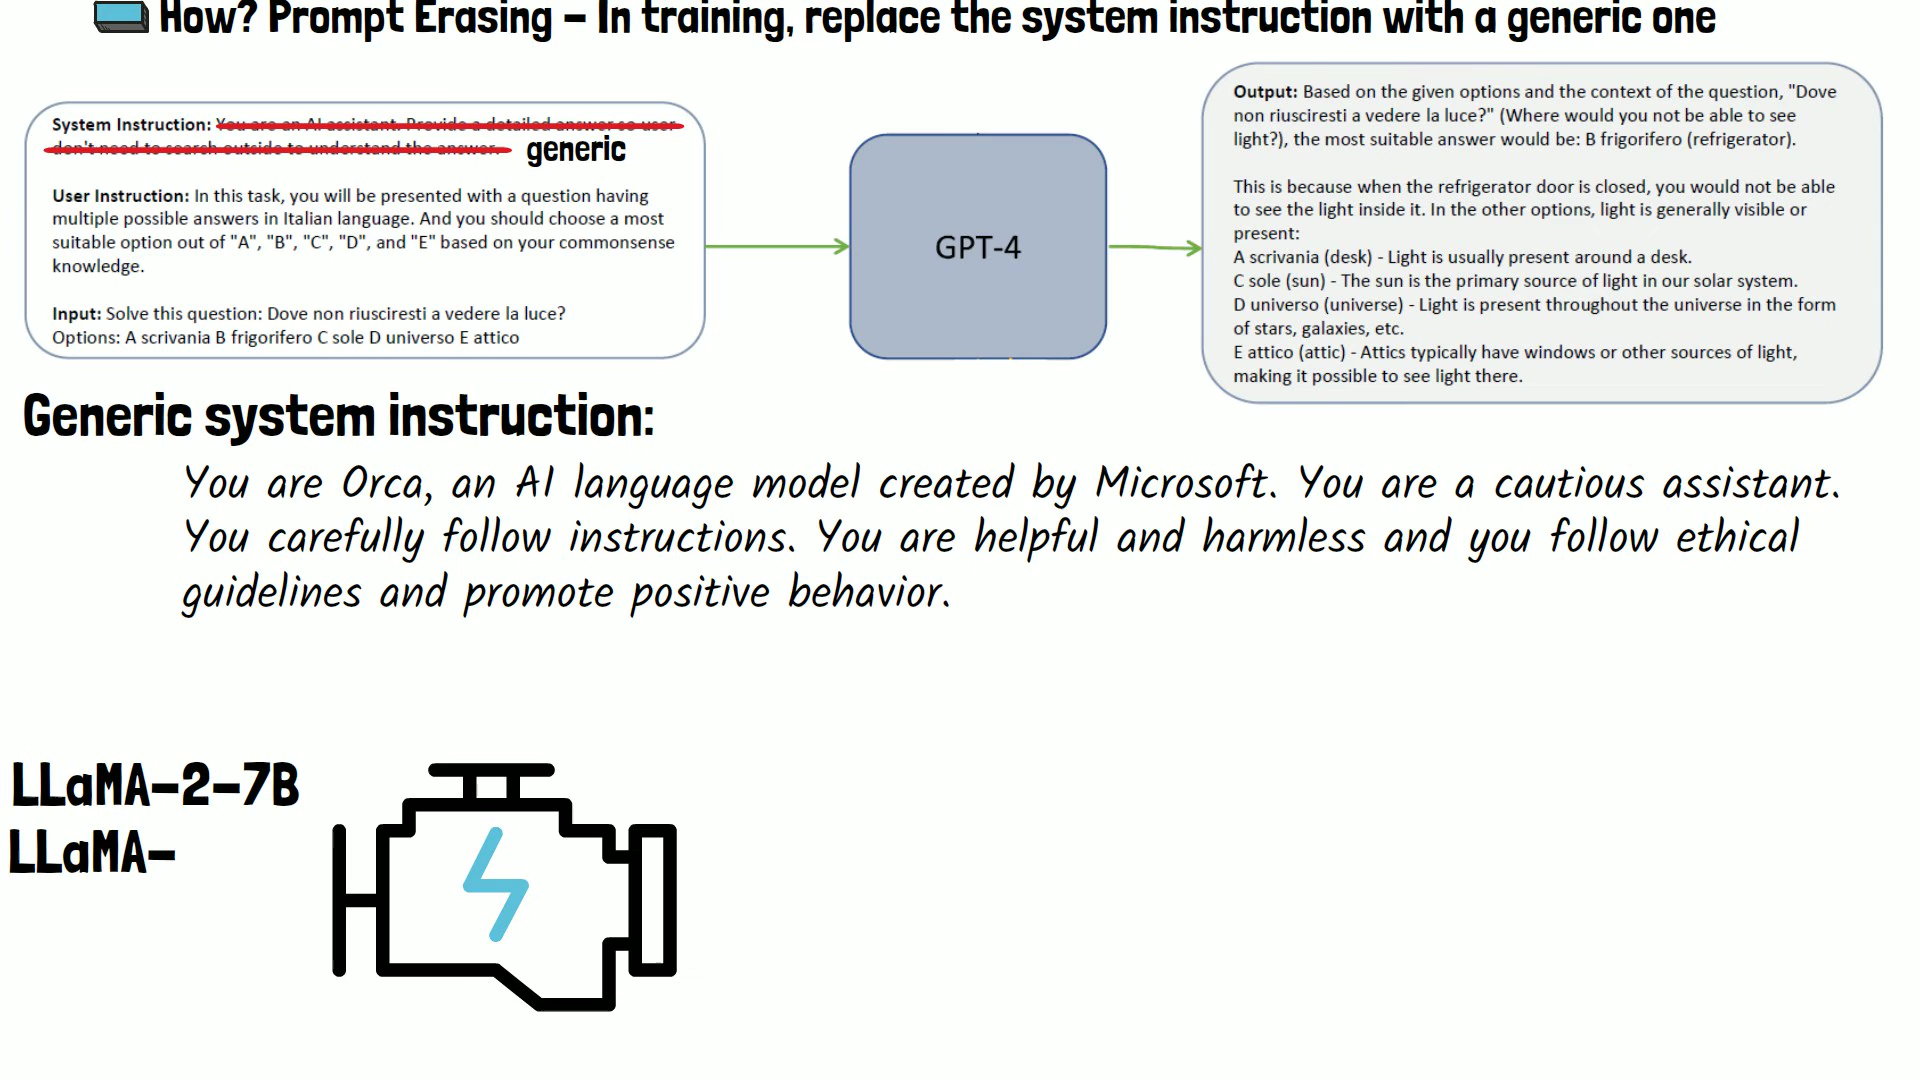 How? Prompt Erasing – In training, replace the system instruction with a generic one
System Instruction: You are an AI assistant. Provide a detailed answer so user
don't need to search outside to understand the answer.
generic
User Instruction: In this task, you will be presented with a question having
multiple possible answers in Italian language. And you should choose a most
suitable option out of "A", "B", "C", "D", and "E" based on your commonsense
knowledge.
Input: Solve this question: Dove non riusciresti a vedere la luce?
Options: A scrivania B frigorifero C sole D universo E attico
GPT-4
Output: Based on the given options and the context of the question, "Dove
non riusciresti a vedere la luce?" (Where would you not be able to see
light?), the most suitable answer would be: B frigorifero (refrigerator).
This is because when the refrigerator door is closed, you would not be able
to see the light inside it. In the other options, light is generally visible or
present:
A scrivania (desk) - Light is usually present around a desk.
C sole (sun) - The sun is the primary source of light in our solar system.
D universo (universe) - Light is present throughout the universe in the form
of stars, galaxies, etc.
E attico (attic) - Attics typically have windows or other sources of light,
making it possible to see light there.
Generic system instruction:
You are Orca, an AI language model created by Microsoft. You are a cautious assistant.
You carefully follow instructions. You are helpful and harmless and you follow ethical
guidelines and promote positive behavior.
LLaMA-2-7B
LLaMA-